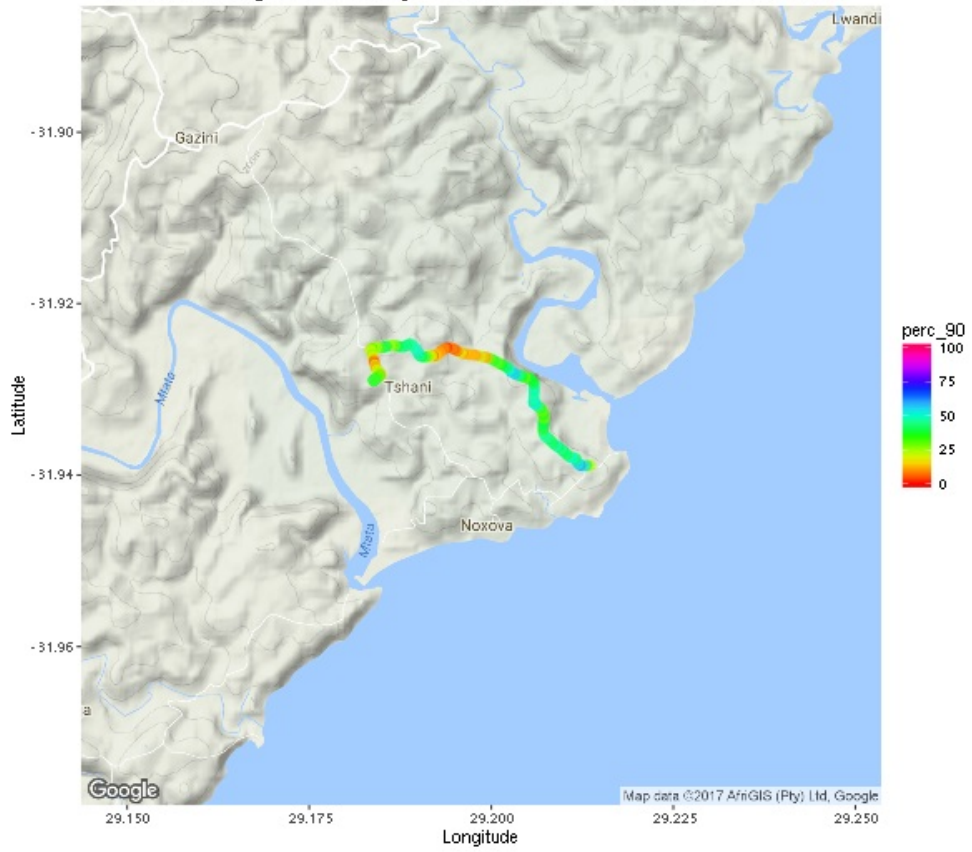 Lwandi
-31.90
Gazini
-31.92
perc_90
100
75
50
25
0
Mtata
Tshani
Latitude
-31.94
Noxova
Mtata
-31.96
a
Google
Map data ©2017 AfriGIS (Pty) Ltd, Google
29.150
29.175
29.200
29.225
29.250
Longitude